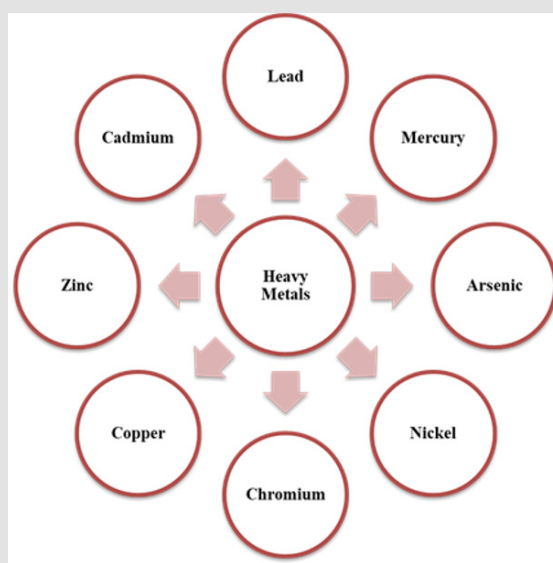 Lead
Mercury
Arsenic
Nickel
Chromium
Copper
Zinc
Cadmium
Heavy
Metals